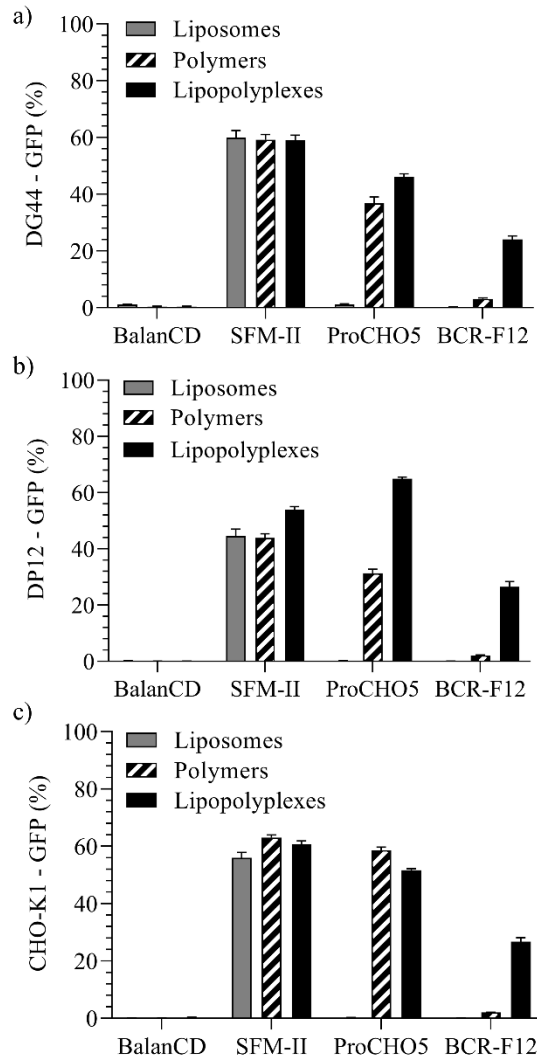 a)
Liposomes
Polymers
Lipopolyplexes
DG44 - GFP (%)
100
80
60
40
20
0
BalanCD SFM-II ProCHO5 BCR-F12
b)
Liposomes
Polymers
Lipopolyplexes
DP12 - GFP (%)
100
80
60
40
20
0
BalanCD SFM-II ProCHO5 BCR-F12
c)
Liposomes
Polymers
Lipopolyplexes
CHO-K1 - GFP (%)
100
80
60
40
20
0
BalanCD SFM-II ProCHO5 BCR-F12